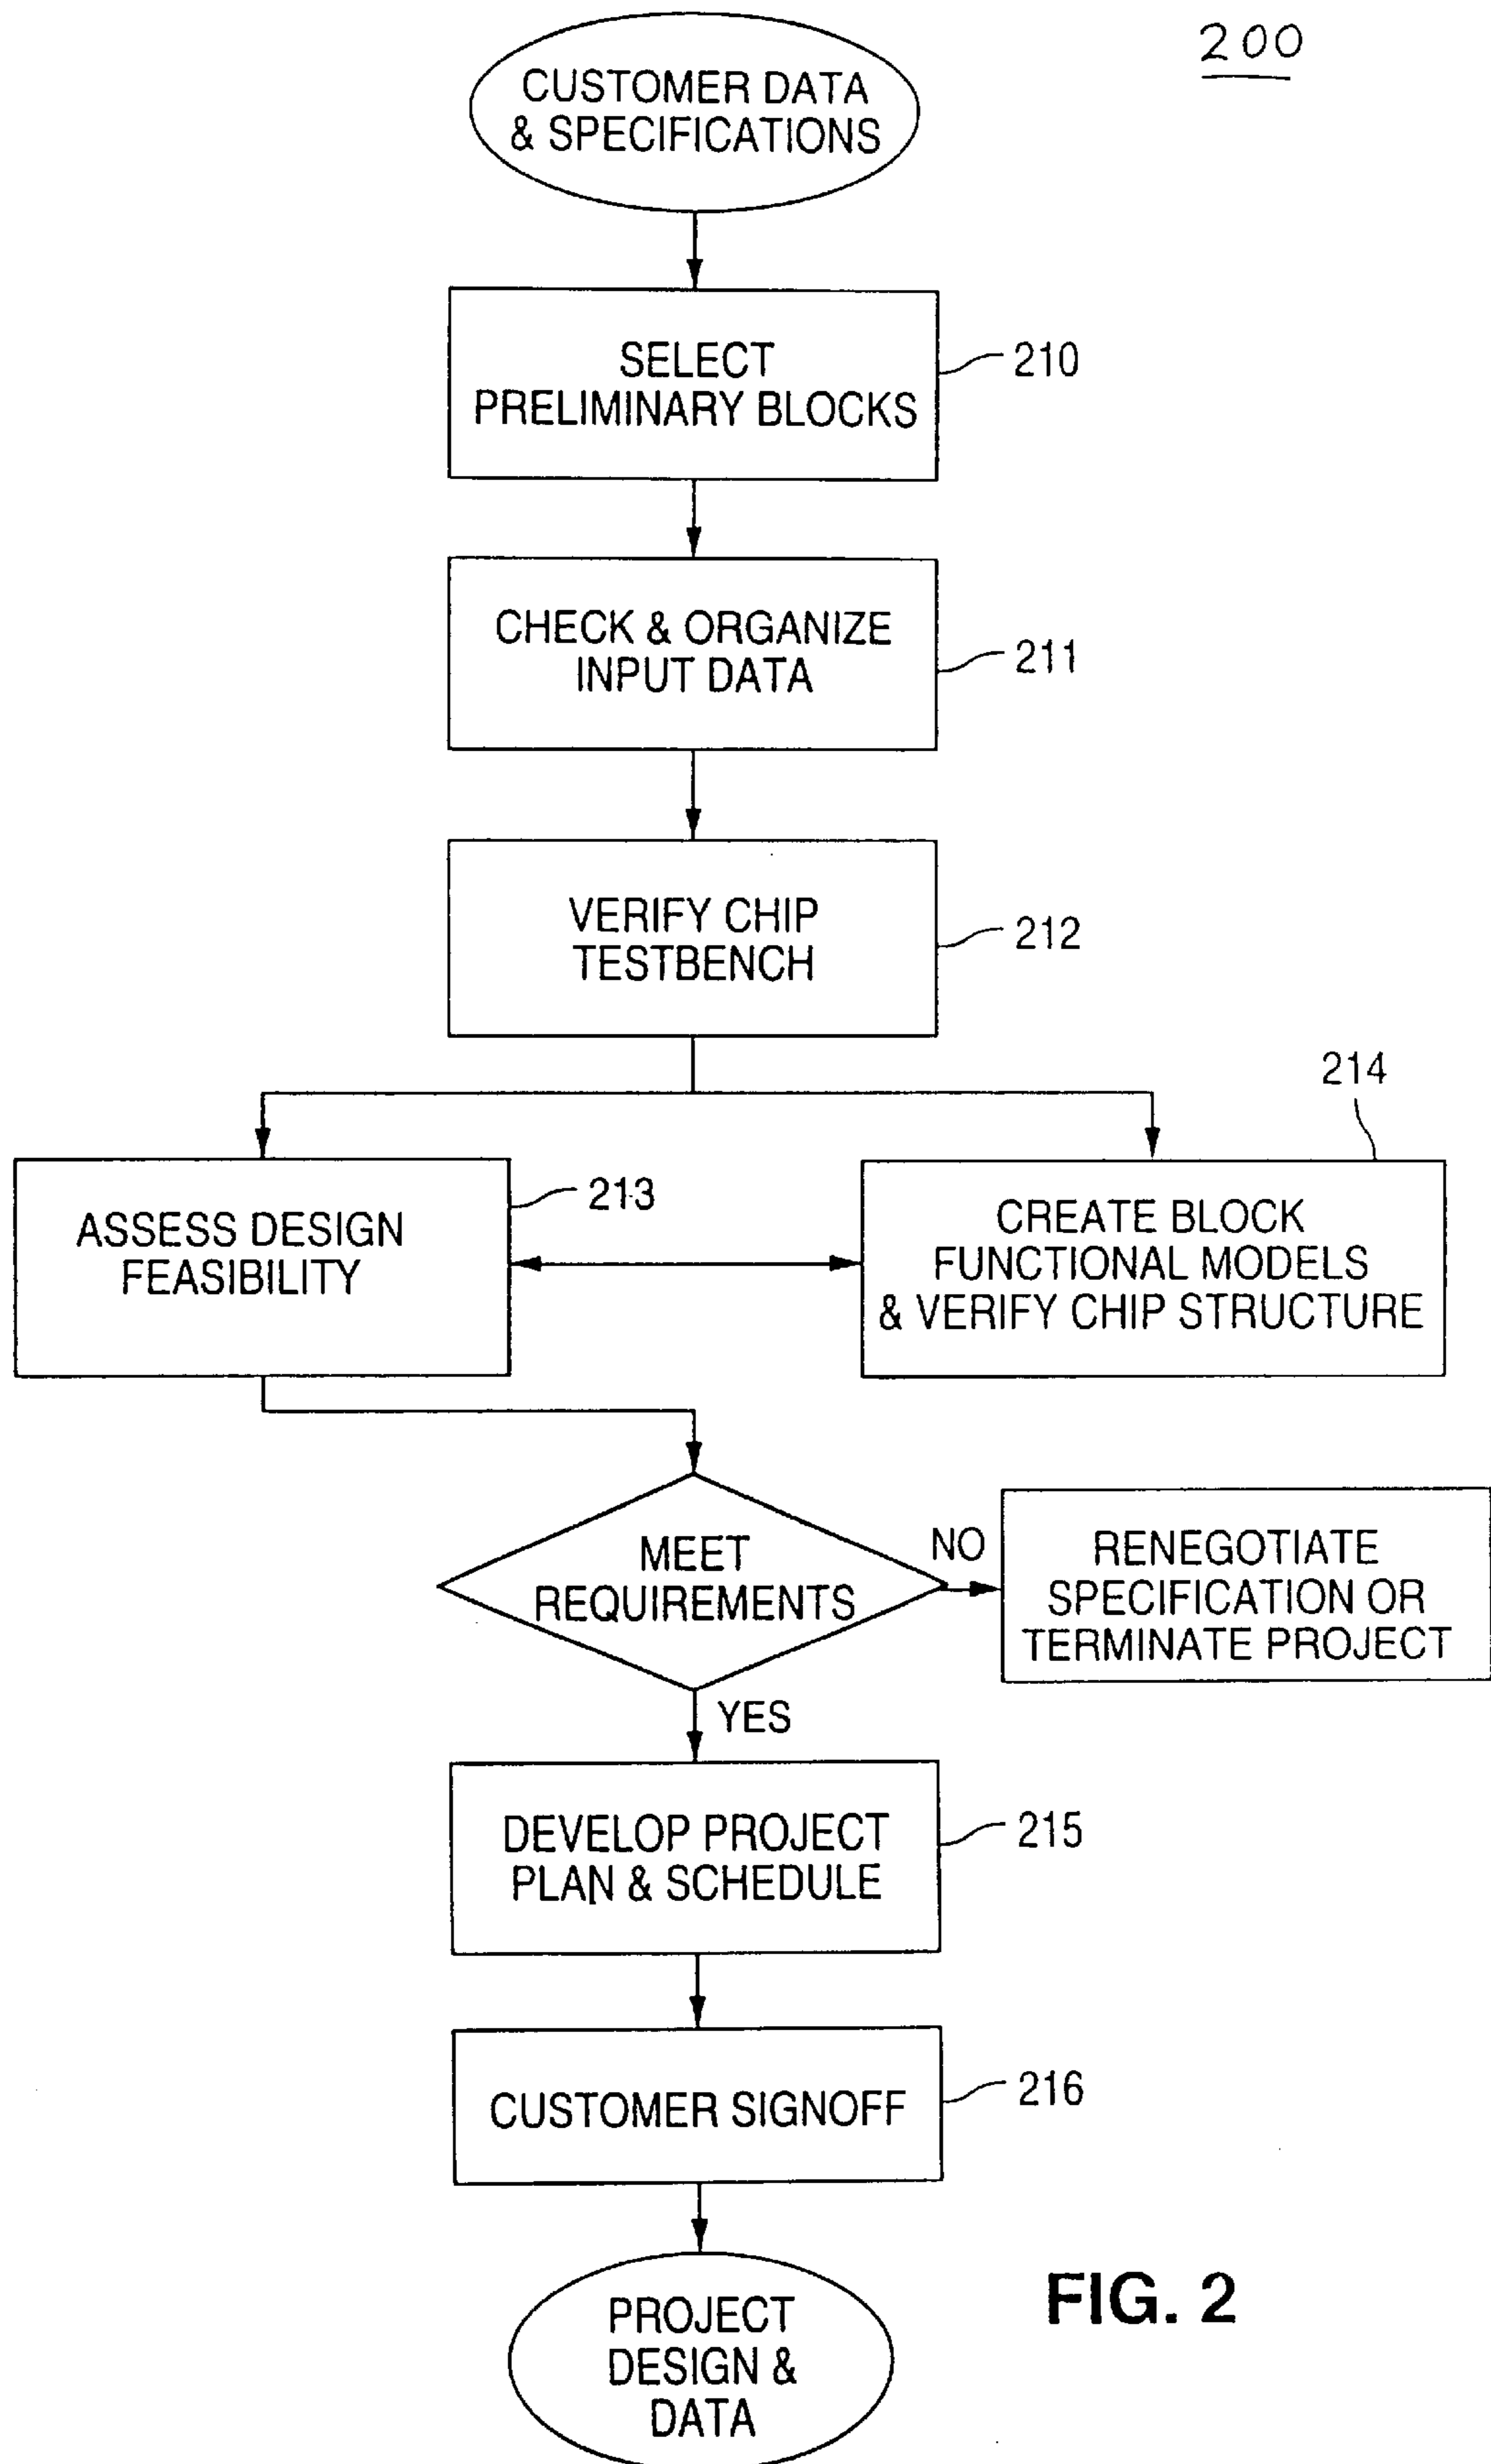 200
CUSTOMER DATA
& SPECIFICATIONS
SELECT
PRELIMINARY BLOCKS
210
CHECK & ORGANIZE
INPUT DATA
211
VERIFY CHIP
TESTBENCH
212
ASSESS DESIGN
FEASIBILITY
213
214
CREATE BLOCK
FUNCTIONAL MODELS
& VERIFY CHIP STRUCTURE
MEET
REQUIREMENTS
NO
RENEGOTIATE
SPECIFICATION OR
TERMINATE PROJECT
YES
DEVELOP PROJECT
PLAN & SCHEDULE
215
CUSTOMER SIGNOFF
216
PROJECT
DESIGN &
DATA
FIG. 2